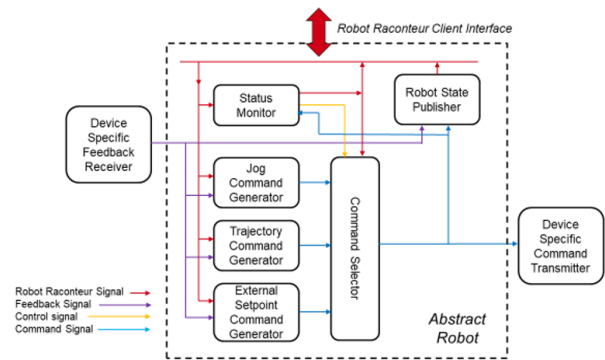 Robot Raconteur Client Interface
Status
Monitor
Robot State
Publisher
Device
Specific
Feedback
Receiver
Jog
Command
Generator
Trajectory
Command
Generator
External
Setpoint
Command
Generator
Command Selector
Device
Specific
Command
Transmitter
Robot Raconteur Signal
Feedback Signal
Control signal
Command Signal
Abstract
Robot